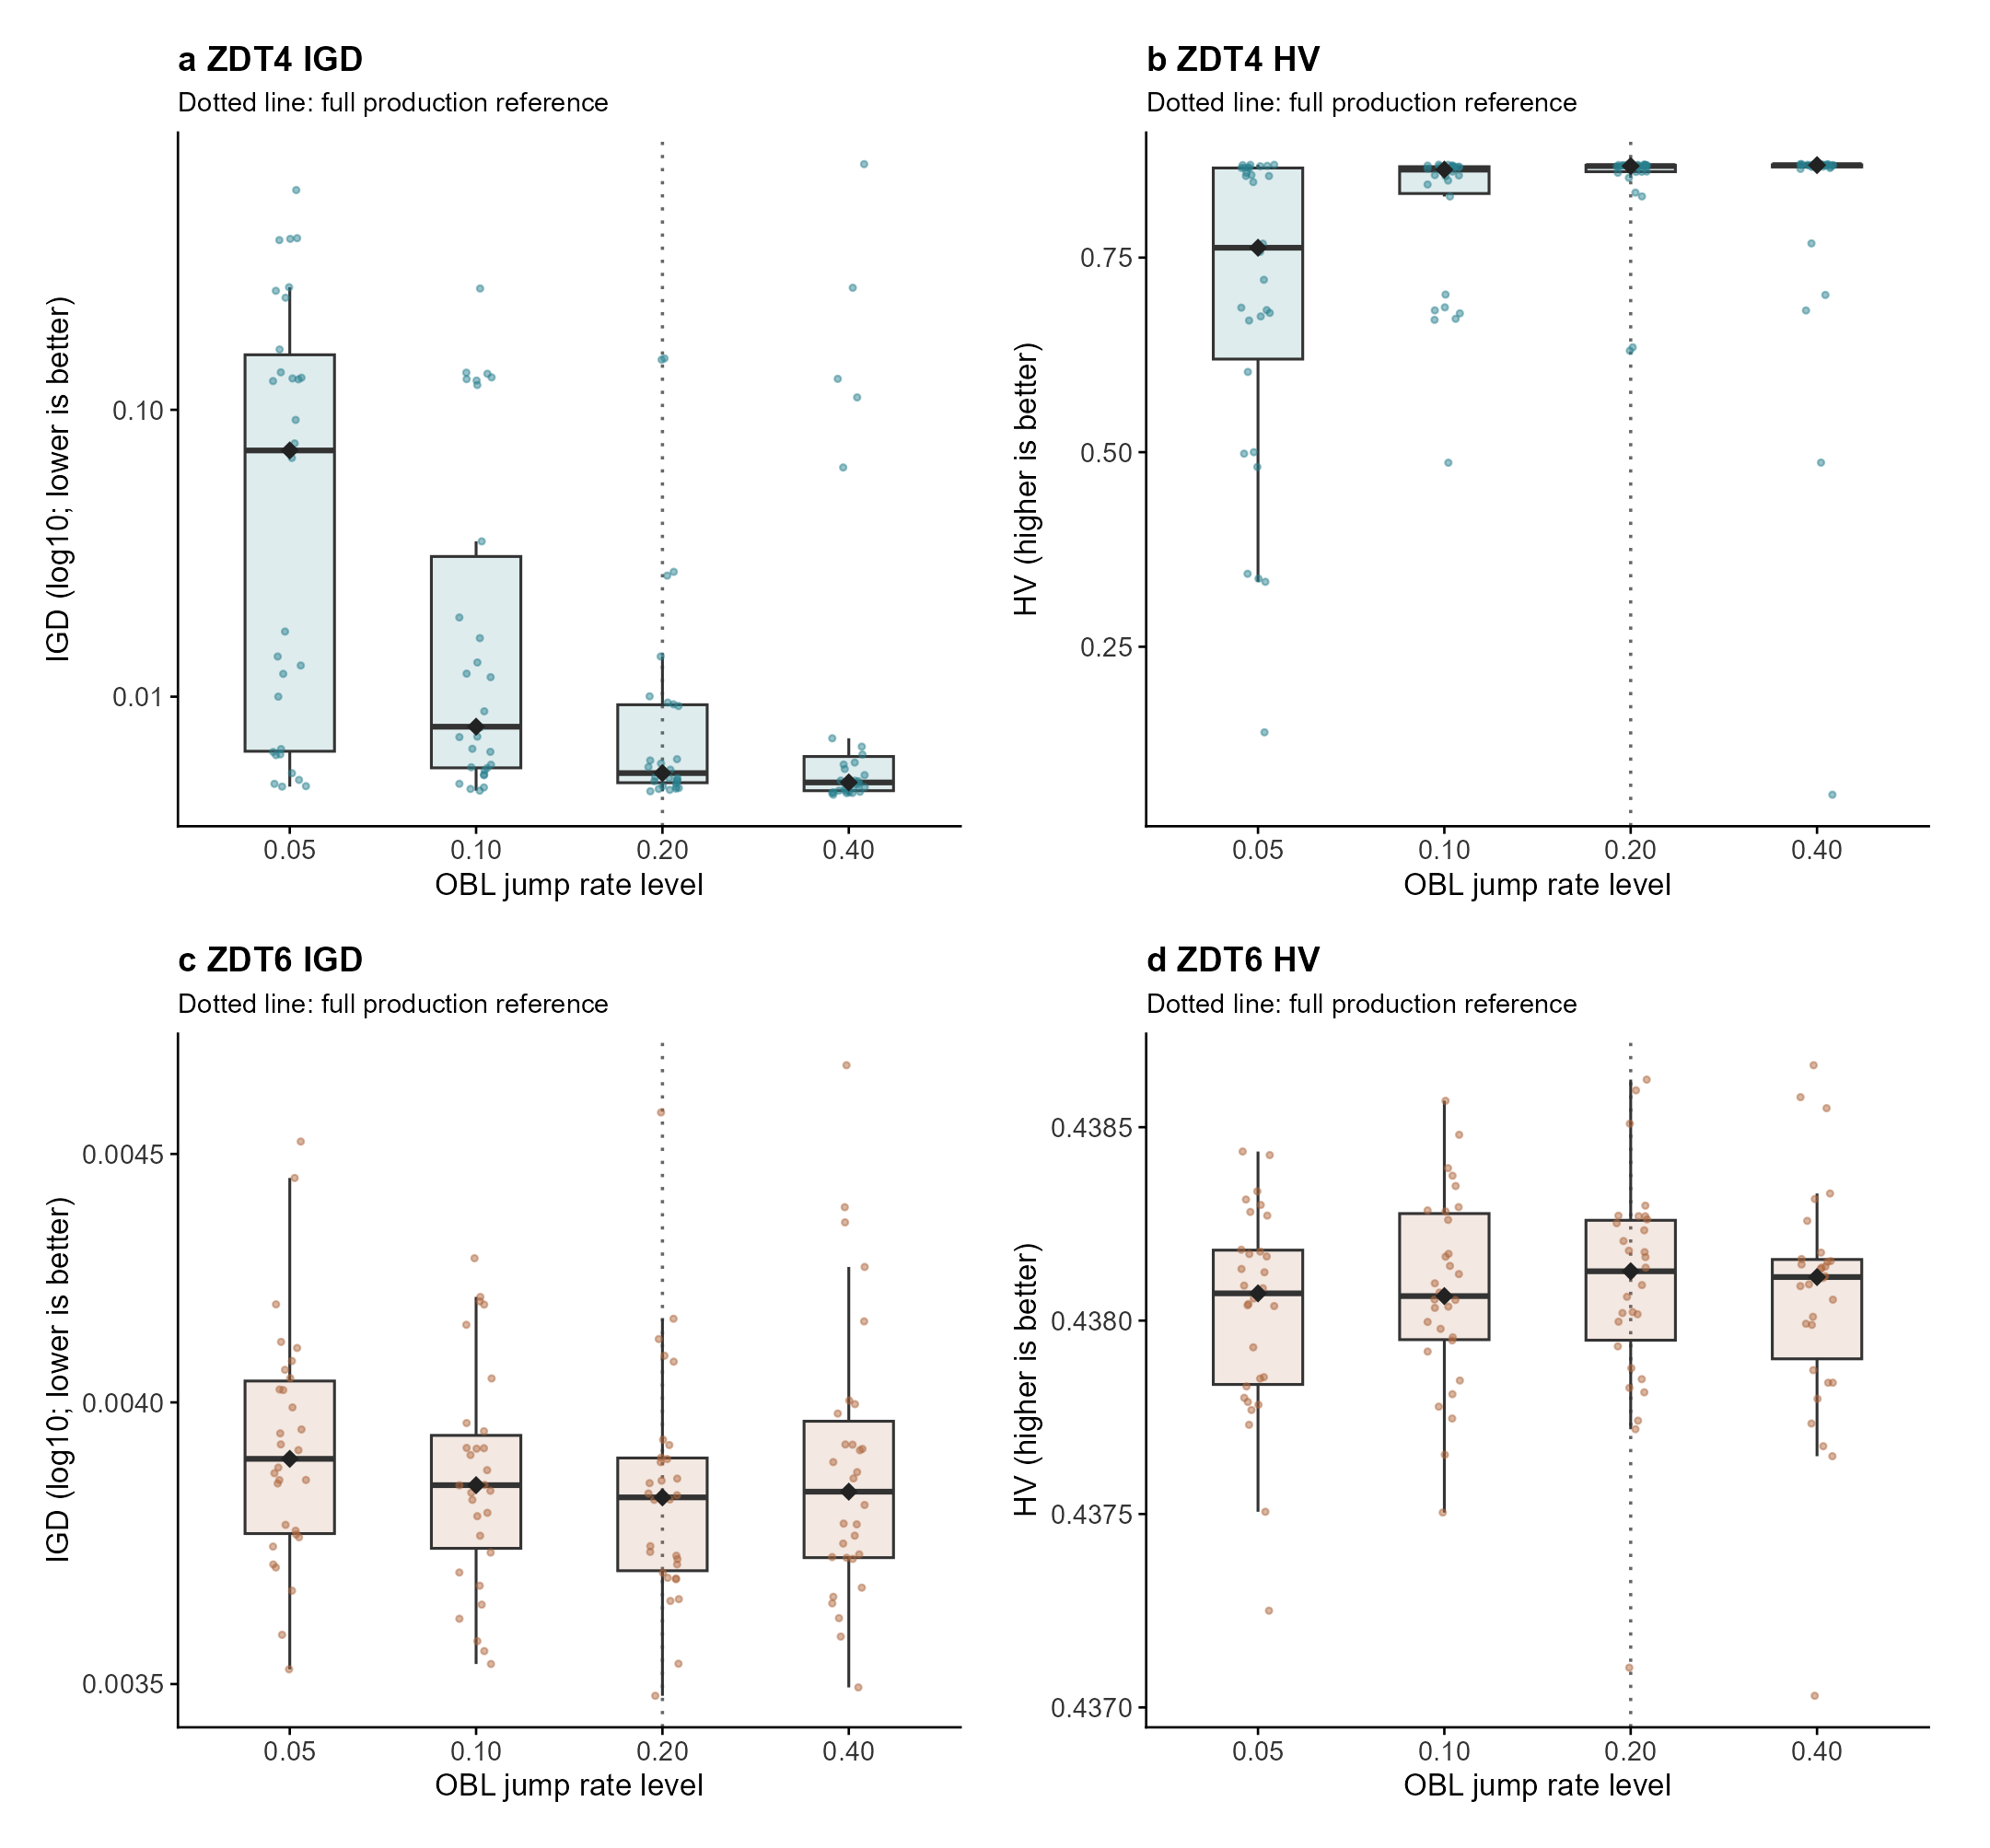 a ZDT4 IGD
Dotted line: full production reference
IGD (log10; lower is better)
0.10
0.01
0.05 0.10 0.20 0.40
OBL jump rate level
b ZDT4 HV
Dotted line: full production reference
HV (higher is better)
0.75
0.50
0.25
0.05 0.10 0.20 0.40
OBL jump rate level
c ZDT6 IGD
Dotted line: full production reference
IGD (log10; lower is better)
0.0045
0.0040
0.0035
0.05 0.10 0.20 0.40
OBL jump rate level
d ZDT6 HV
Dotted line: full production reference
HV (higher is better)
0.4385
0.4380
0.4375
0.4370
0.05 0.10 0.20 0.40
OBL jump rate level